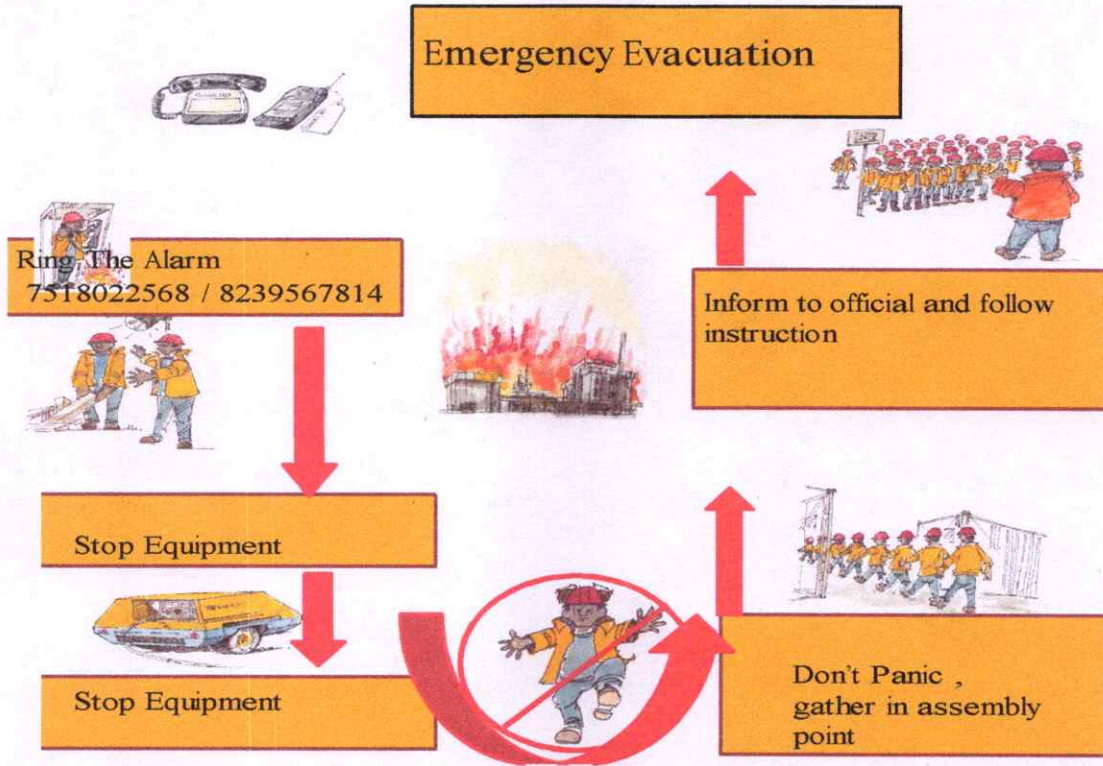 Emergency Evacuation
Ring The Alarm
7518022568 / 8239567814
Stop Equipment
Stop Equipment
Don't Panic ,
gather in assembly
point
Inform to official and follow
instruction